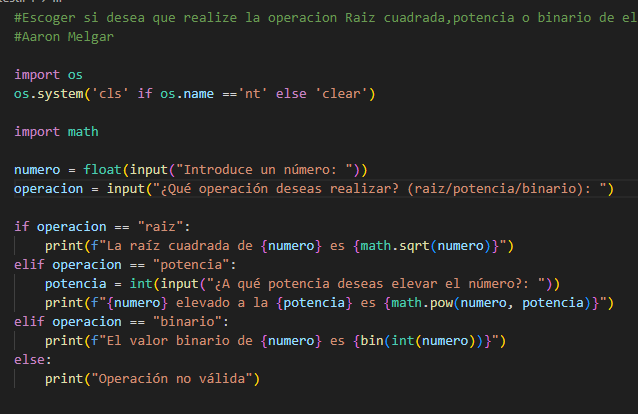 #Escoger si desea que realize la operacion Raiz cuadrada,potencia o binario de el
#Aaron Melgar
import os
os.system('cls' if os.name =='nt' else 'clear')
import math
numero = float(input("Introduce un número: "))
operacion = input("¿Qué operación deseas realizar? (raiz/potencia/binario): ")
if operacion == "raiz":
    print(f"La raíz cuadrada de {numero} es {math.sqrt(numero)}")
elif operacion == "potencia":
    potencia = int(input("¿A qué potencia deseas elevar el número?: "))
    print(f"{numero} elevado a la {potencia} es {math.pow(numero, potencia)}")
elif operacion == "binario":
    print(f"El valor binario de {numero} es {bin(int(numero))}")
else:
    print("Operación no válida")